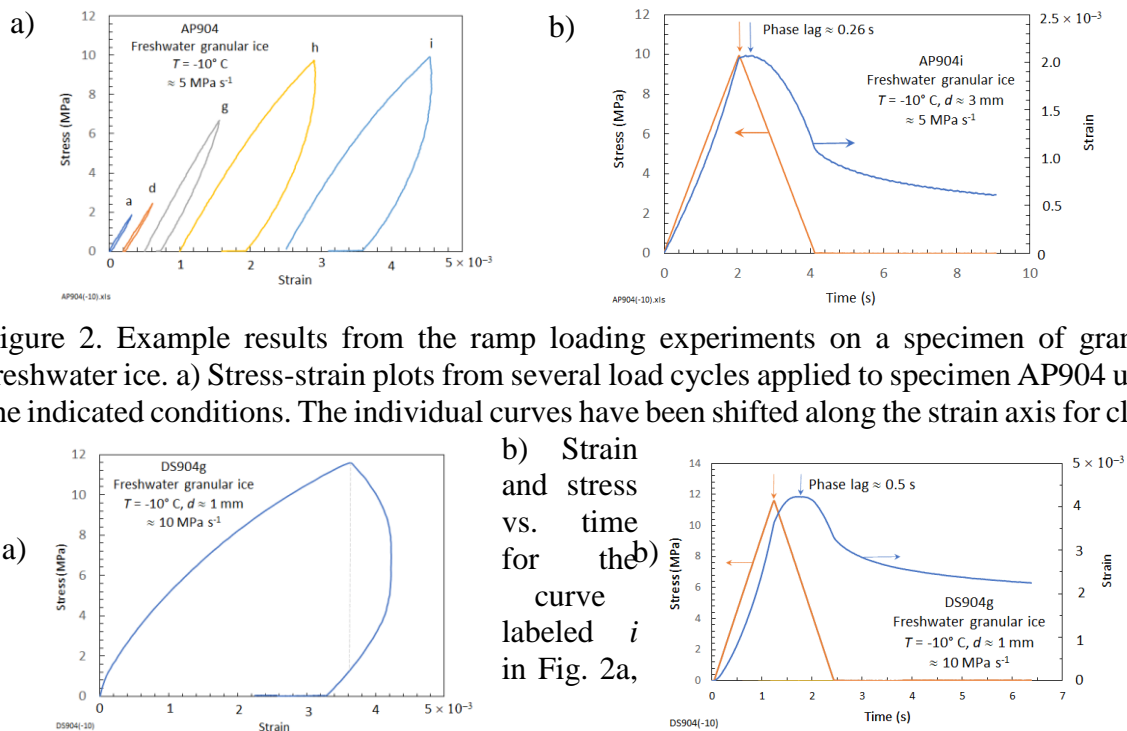 a)
AP904
Freshwater granular ice
T = -10° C
≈ 5 MPa s⁻¹
a
d
g
h
i
12
10
8
6
4
2
0
Stress (MPa)
0 1 2 3 4 5 × 10⁻³
Strain
AP904(-10).xls
b)
Phase lag ≈ 0.26 s
AP904i
Freshwater granular ice
T = -10° C, d ≈ 3 mm
≈ 5 MPa s⁻¹
12
10
8
6
4
2
0
Stress (MPa)
2.5 × 10⁻³
2.0
1.5
1.0
0.5
0
Strain
0 2 4 6 8 10
Time (s)
AP904(-10).xls
igure 2. Example results from the ramp loading experiments on a specimen of gran
reshwater ice. a) Stress-strain plots from several load cycles applied to specimen AP904 u
he indicated conditions. The individual curves have been shifted along the strain axis for cl
b) Strain
and stress
vs. time
for the
curve
labeled i
in Fig. 2a,
a)
DS904g
Freshwater granular ice
T = -10° C, d ≈ 1 mm
≈ 10 MPa s⁻¹
12
10
8
6
4
2
0
Stress (MPa)
0 1 2 3 4 5 × 10⁻³
Strain
DS904(-10)
b)
Phase lag ≈ 0.5 s
DS904g
Freshwater granular ice
T = -10° C, d ≈ 1 mm
≈ 10 MPa s⁻¹
14
12
10
8
6
4
2
0
Stress (MPa)
5 × 10⁻³
4
3
2
1
0
Strain
0 1 2 3 4 5 6 7
Time (s)
DS904(-10)